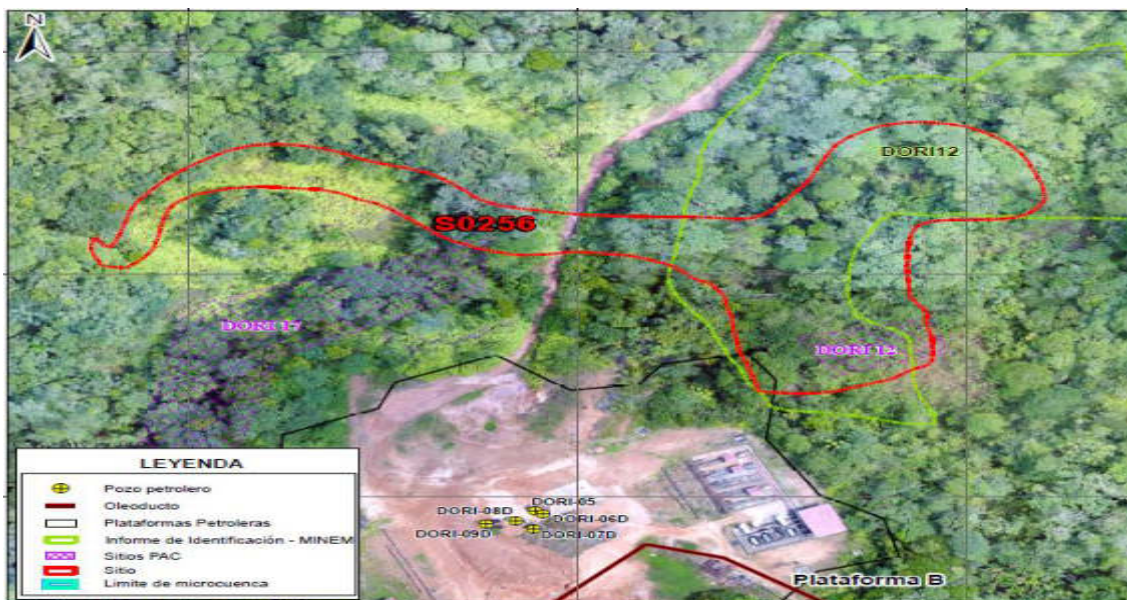 N
DORI12
S0256
DORI 17
DORI 12
DORI-05
DORI-08D
DORI-06D
DORI-09D
DORI-07D
Plataforma B
LEYENDA
Pozo petrolero
Oleoducto
Plataformas Petroleras
Informe de Identificación - MINEM
Sitios PAC
Sitio
Limite de microcuenca